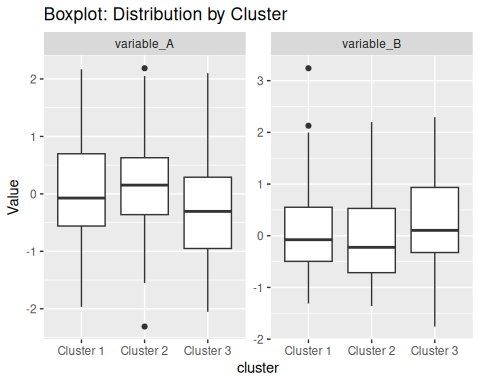 Boxplot: Distribution by Cluster
variable_A
variable_B
Value
2
1
0
-1
-2
3
2
1
0
-1
-2
Cluster 1 Cluster 2 Cluster 3
Cluster 1 Cluster 2 Cluster 3
cluster